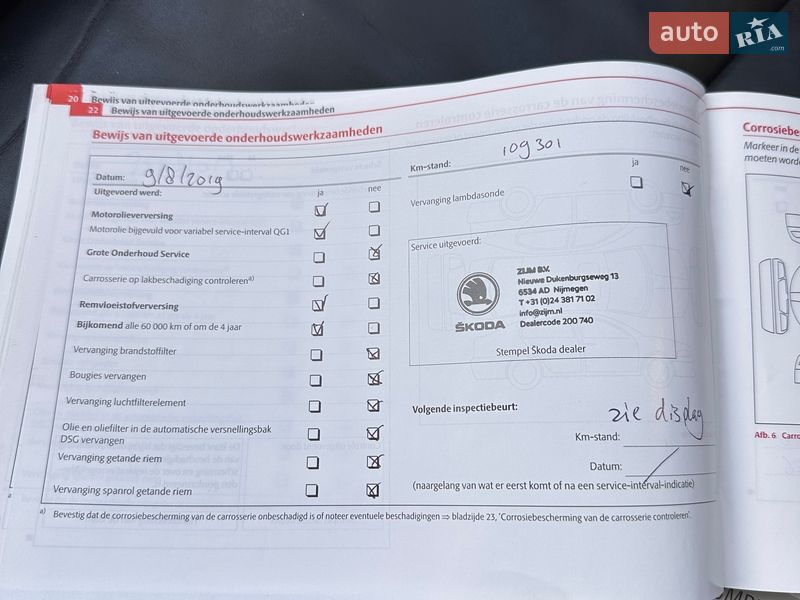 auto RIA .com
20 Bewijs van uitgevoerde onderhoudswerkzaamheden
22 Bewijs van uitgevoerde onderhoudswerkzaamheden
Bewijs van uitgevoerde onderhoudswerkzaamheden
Datum: 9/8/2019
Uitgevoerd werd: ja nee
Motorolieverversing
Motorolie bijgevuld voor variabel service-interval QG1
Grote Onderhoud Service
Carrosserie op lakbeschadiging controleren a)
Remvloeistofverversing
Bijkomend alle 60 000 km of om de 4 jaar
Vervanging brandstoffilter
Bougies vervangen
Vervanging luchtfilterelement
Olie en oliefilter in de automatische versnellingsbak
DSG vervangen
Vervanging getande riem
Vervanging spanrol getande riem
Km-stand: 109301
ja nee
Vervanging lambdasonde
Service uitgevoerd:
ŠKODA
ZIJM B.V.
Nieuwe Dukenburgseweg 13
6534 AD Nijmegen
T +31 (0)24 381 71 02
info@zijm.nl
Dealercode 200 740
Stempel Škoda dealer
Volgende inspectiebeurt:
zie display
Km-stand:
Datum:
(naargelang van wat er eerst komt of na een service-interval-indicatie)
a) Bevestig dat de corrosiebescherming van de carrosserie onbeschadigd is of noteer eventuele beschadigingen ⇒ bladzijde 23, 'Corrosiebescherming van de carrosserie controleren'.
Corrosiebe
Markeer in de
moeten worde
Afb. 6 Carro